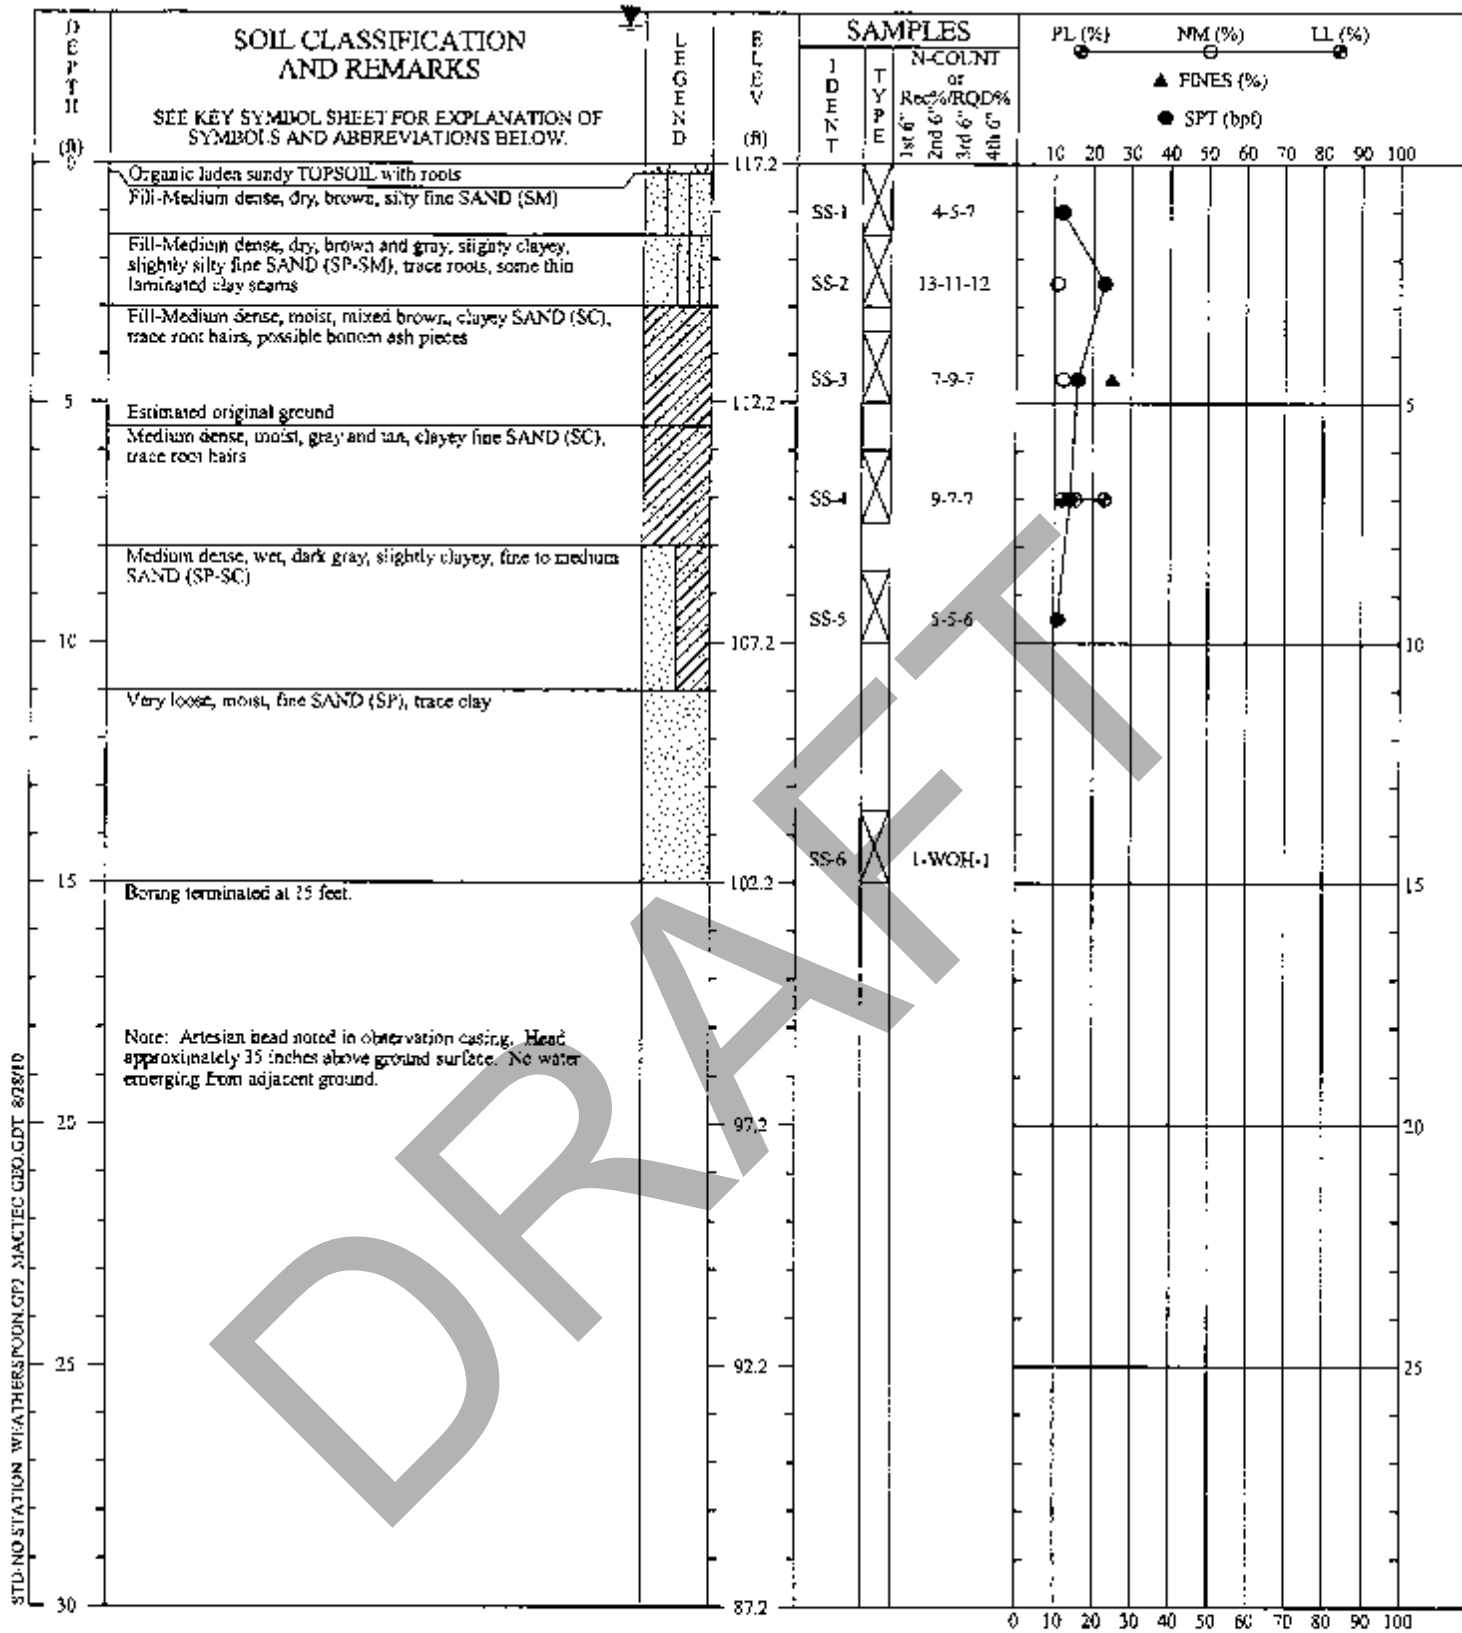 DEPTH (ft)
SOIL CLASSIFICATION
AND REMARKS
SEE KEY SYMBOL SHEET FOR EXPLANATION OF
SYMBOLS AND ABBREVIATIONS BELOW.
LEGEND
ELEV (ft)
SAMPLES
IDENT
TYPE
N-COUNT
or
Rec%/RQD%
1st 6"
2nd 6"
3rd 6"
4th 6"
PL (%) NM (%) LL (%)
▲ FINES (%)
● SPT (bpf)
10 20 30 40 50 60 70 80 90 100
0
117.2
Organic laden sandy TOPSOIL with roots
Fill-Medium dense, dry, brown, silty fine SAND (SM)
SS-1 4-5-7
Fill-Medium dense, dry, brown and gray, slighty clayey,
slightly silty fine SAND (SP-SM), trace roots, some thin
laminated clay seams
SS-2 13-11-12
Fill-Medium dense, moist, mixed brown, clayey SAND (SC),
trace root hairs, possible bottom ash pieces
SS-3 7-9-7
5 112.2 5
Estimated original ground
Medium dense, moist, gray and tan, clayey fine SAND (SC),
trace root hairs
SS-4 9-7-7
Medium dense, wet, dark gray, slightly clayey, fine to medium
SAND (SP-SC)
SS-5 5-6
10 107.2 10
Very loose, moist, fine SAND (SP), trace clay
SS-6 1-WOH-1
15 102.2 15
Boring terminated at 15 feet.
Note: Artesian head noted in observation casing. Head
approximately 35 inches above ground surface. No water
emerging from adjacent ground.
20 97.2 20
25 92.2 25
30 87.2
0 10 20 30 40 50 60 70 80 90 100
STD-NO STATION WEATHERSPOON.GPJ MACTEC GEO.GDT 8/28/10
DRAFT